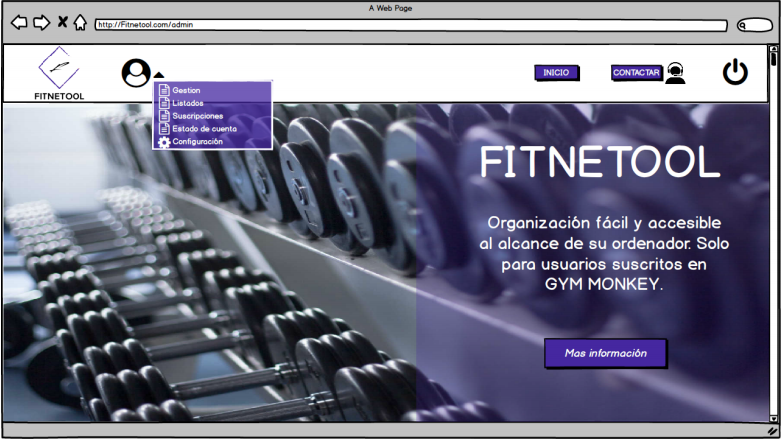 A Web Page
http://Fitnetool.com/admin
FITNETOOL
INICIO
CONTACTAR
Gestion
Listados
Suscripciones
Estado de cuenta
Configuración
FITNETOOL
Organización fácil y accesible
al alcance de su ordenador. Solo
para usuarios suscritos en
GYM MONKEY.
Mas información